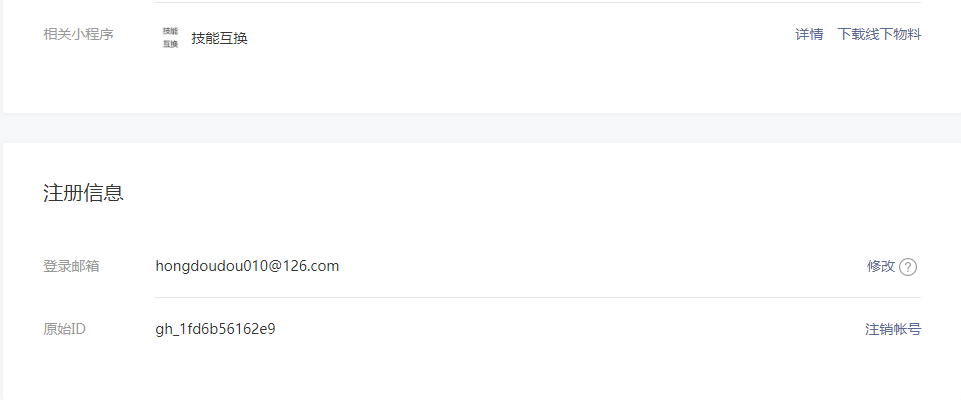 相关小程序 技能互换 技能互换 详情 下载线下物料
注册信息
登录邮箱 hongdoudou010@126.com 修改 ?
原始ID gh_1fd6b56162e9 注销帐号